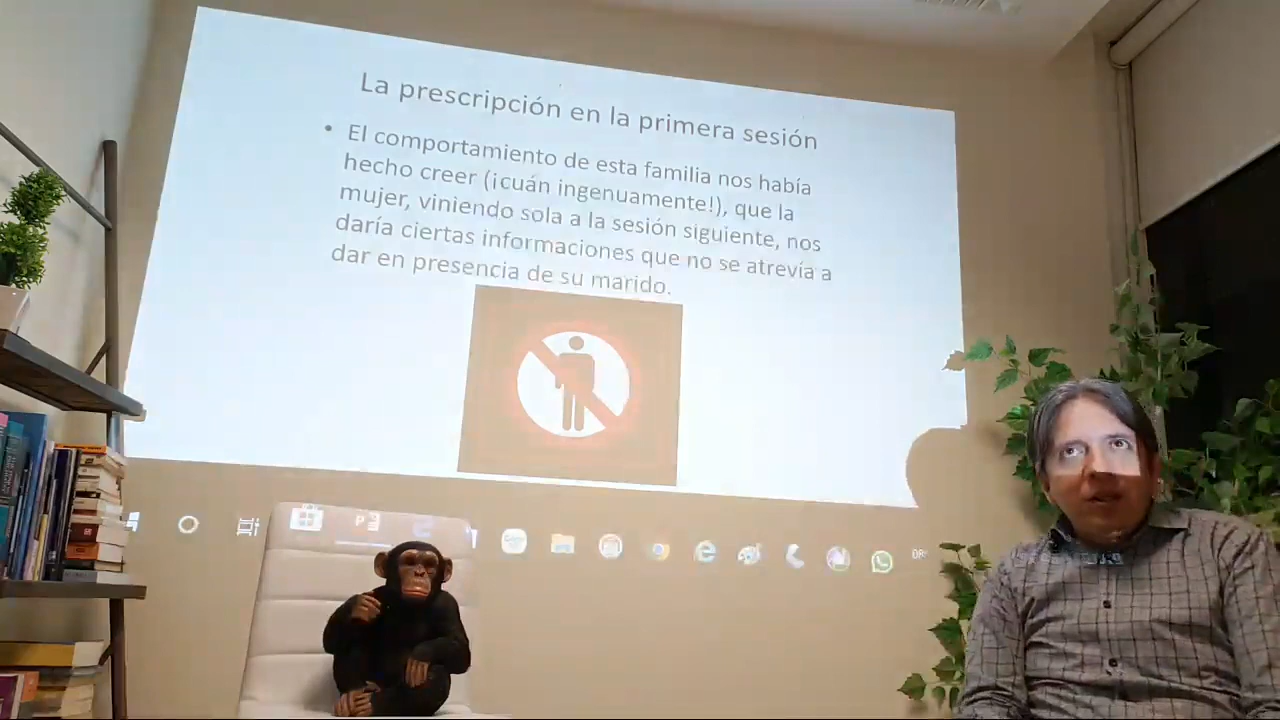 La prescripción en la primera sesión
• El comportamiento de esta familia nos había
hecho creer (¡cuán ingenuamente!), que la
mujer, viniendo sola a la sesión siguiente, nos
daría ciertas informaciones que no se atrevía a
dar en presencia de su marido.